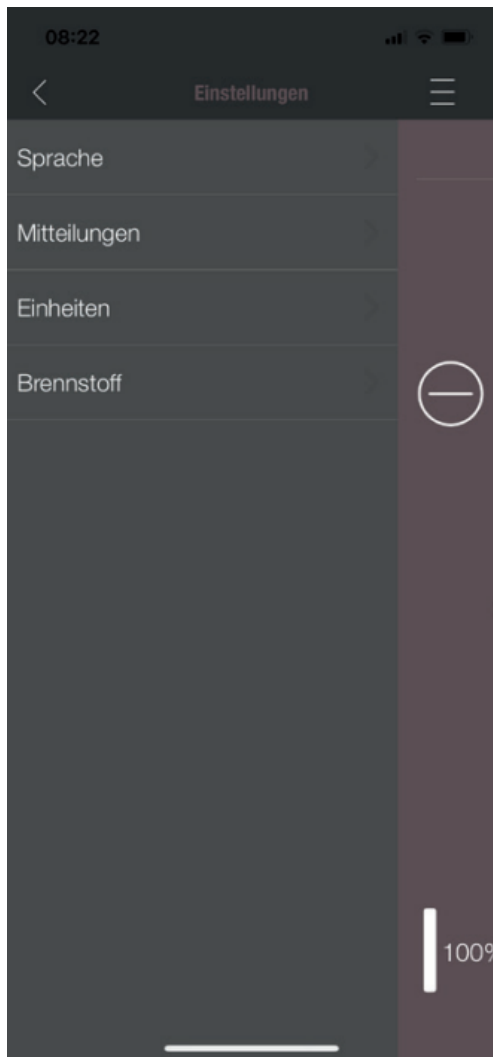 08:22
Einstellungen
Sprache
Mitteilungen
Einheiten
Brennstoff
100%